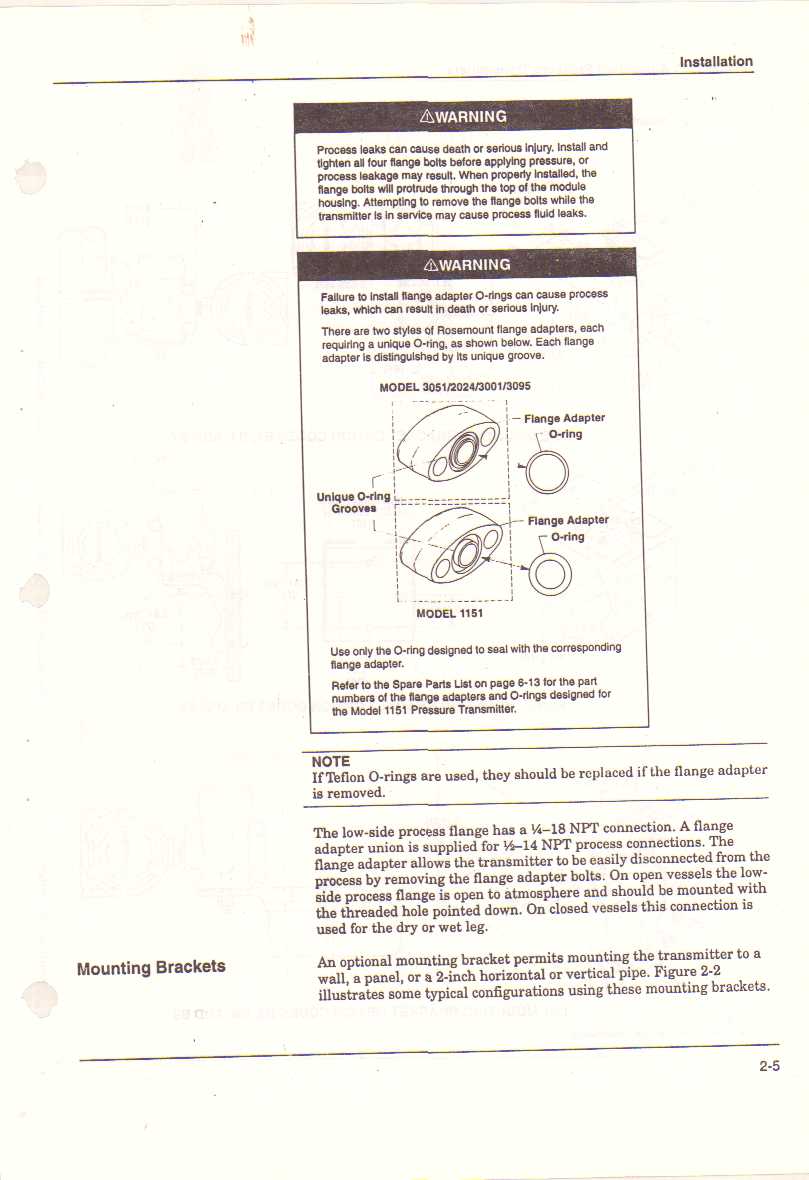 Installation
⚠WARNING
Process leaks can cause death or serious injury. Install and
tighten all four flange bolts before applying pressure, or
process leakage may result. When properly installed, the
flange bolts will protrude through the top of the module
housing. Attempting to remove the flange bolts while the
transmitter is in service may cause process fluid leaks.
⚠WARNING
Failure to install flange adapter O-rings can cause process
leaks, which can result in death or serious injury.
There are two styles of Rosemount flange adapters, each
requiring a unique O-ring, as shown below. Each flange
adapter is distinguished by its unique groove.
MODEL 3051/2024/3001/3095
Flange Adapter
O-ring
Unique O-ring
Grooves
Flange Adapter
O-ring
MODEL 1151
Use only the O-ring designed to seal with the corresponding
flange adapter.
Refer to the Spare Parts List on page 6-13 for the part
numbers of the flange adapters and O-rings designed for
the Model 1151 Pressure Transmitter.
NOTE
If Teflon O-rings are used, they should be replaced if the flange adapter
is removed.
The low-side process flange has a ¼–18 NPT connection. A flange
adapter union is supplied for ½–14 NPT process connections. The
flange adapter allows the transmitter to be easily disconnected from the
process by removing the flange adapter bolts. On open vessels the low-
side process flange is open to atmosphere and should be mounted with
the threaded hole pointed down. On closed vessels this connection is
used for the dry or wet leg.
Mounting Brackets
An optional mounting bracket permits mounting the transmitter to a
wall, a panel, or a 2-inch horizontal or vertical pipe. Figure 2-2
illustrates some typical configurations using these mounting brackets.
2-5